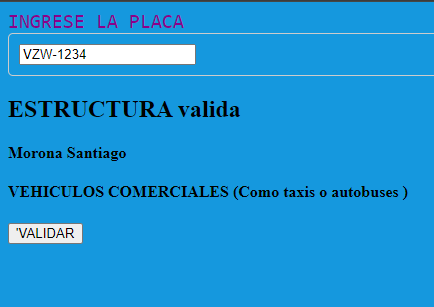 INGRESE LA PLACA
VZW-1234
ESTRUCTURA valida
Morona Santiago
VEHICULOS COMERCIALES (Como taxis o autobuses )
'VALIDAR